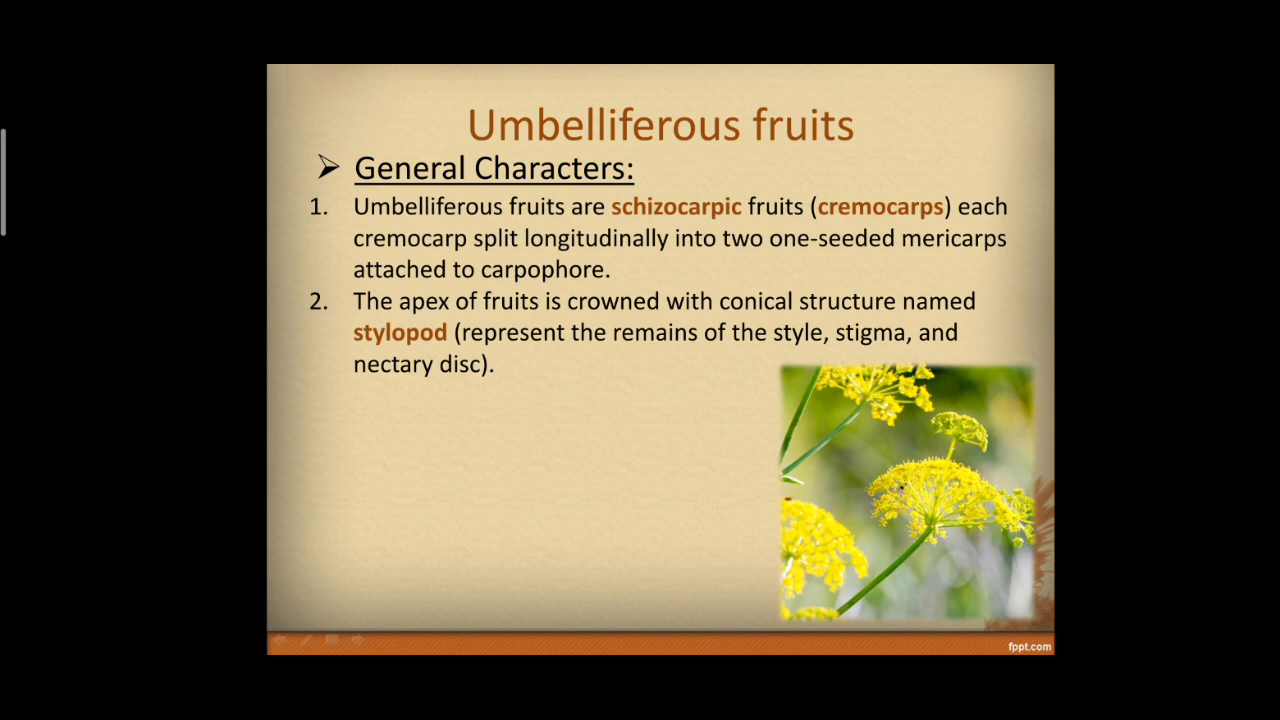 Umbelliferous fruits
General Characters:
1. Umbelliferous fruits are schizocarpic fruits (cremocarps) each
cremocarp split longitudinally into two one-seeded mericarps
attached to carpophore.
2. The apex of fruits is crowned with conical structure named
stylopod (represent the remains of the style, stigma, and
nectary disc).
fppt.com